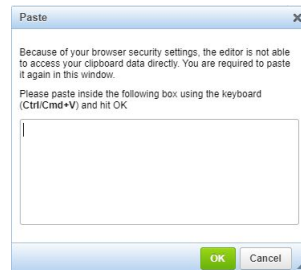 Paste
Because of your browser security settings, the editor is not able
to access your clipboard data directly. You are required to paste
it again in this window.
Please paste inside the following box using the keyboard
(Ctrl/Cmd+V) and hit OK
OK Cancel